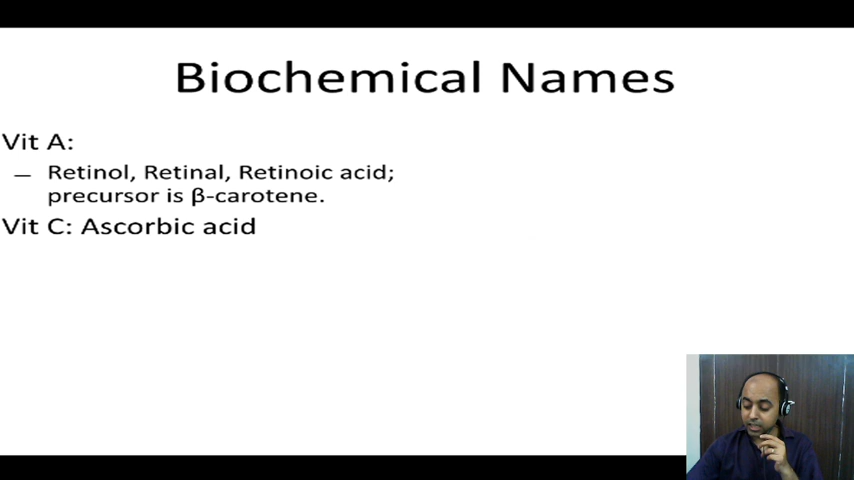 Biochemical Names
Vit A:
— Retinol, Retinal, Retinoic acid;
precursor is β-carotene.
Vit C: Ascorbic acid